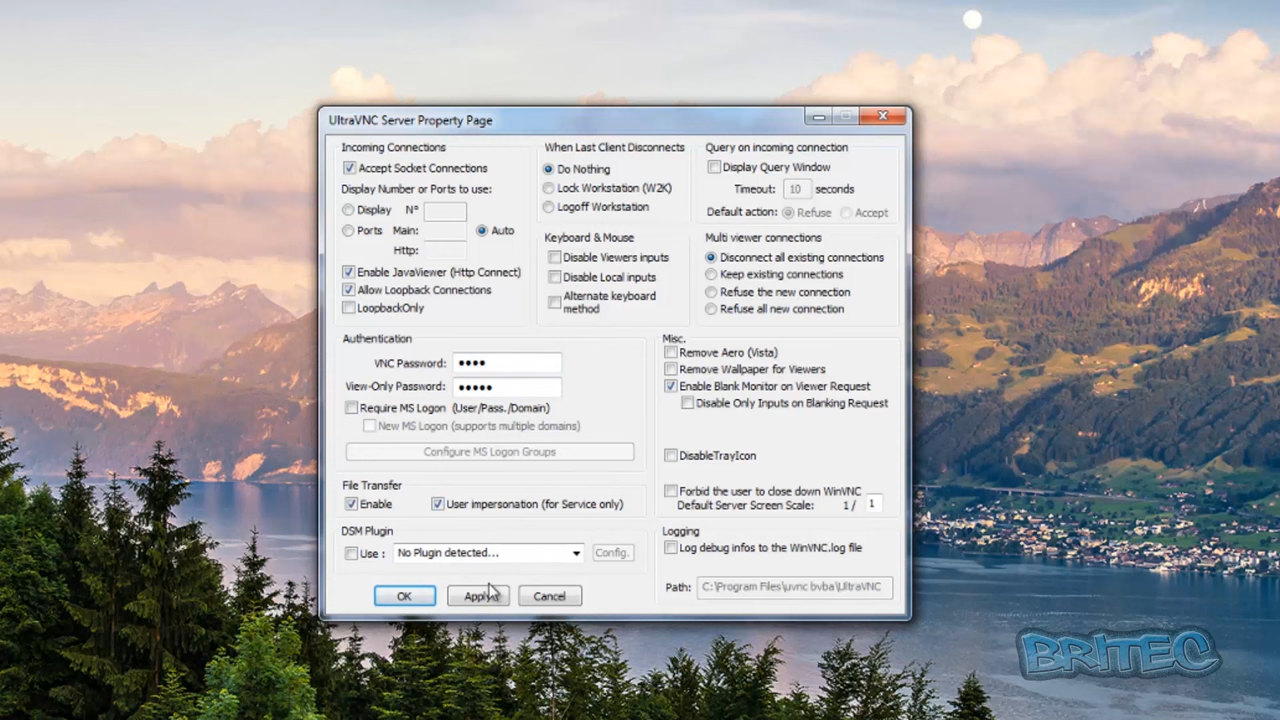 UltraVNC Server Property Page
Incoming Connections
Accept Socket Connections
Display Number or Ports to use:
Display N°
Ports Main: Auto
Http:
Enable JavaViewer (Http Connect)
Allow Loopback Connections
LoopbackOnly
When Last Client Disconnects
Do Nothing
Lock Workstation (W2K)
Logoff Workstation
Keyboard & Mouse
Disable Viewers inputs
Disable Local inputs
Alternate keyboard
method
Query on incoming connection
Display Query Window
Timeout: 10 seconds
Default action: Refuse Accept
Multi viewer connections
Disconnect all existing connections
Keep existing connections
Refuse the new connection
Refuse all new connection
Authentication
VNC Password: ••••
View-Only Password: •••••
Require MS Logon (User/Pass./Domain)
New MS Logon (supports multiple domains)
Configure MS Logon Groups
File Transfer
Enable User impersonation (for Service only)
DSM Plugin
Use : No Plugin detected... Config.
Misc.
Remove Aero (Vista)
Remove Wallpaper for Viewers
Enable Blank Monitor on Viewer Request
Disable Only Inputs on Blanking Request
DisableTrayIcon
Forbid the user to close down WinVNC
Default Server Screen Scale: 1 / 1
Logging
Log debug infos to the WinVNC.log file
Path: C:\Program Files\uvnc bvba\UltraVNC
OK Apply Cancel
BRITEC